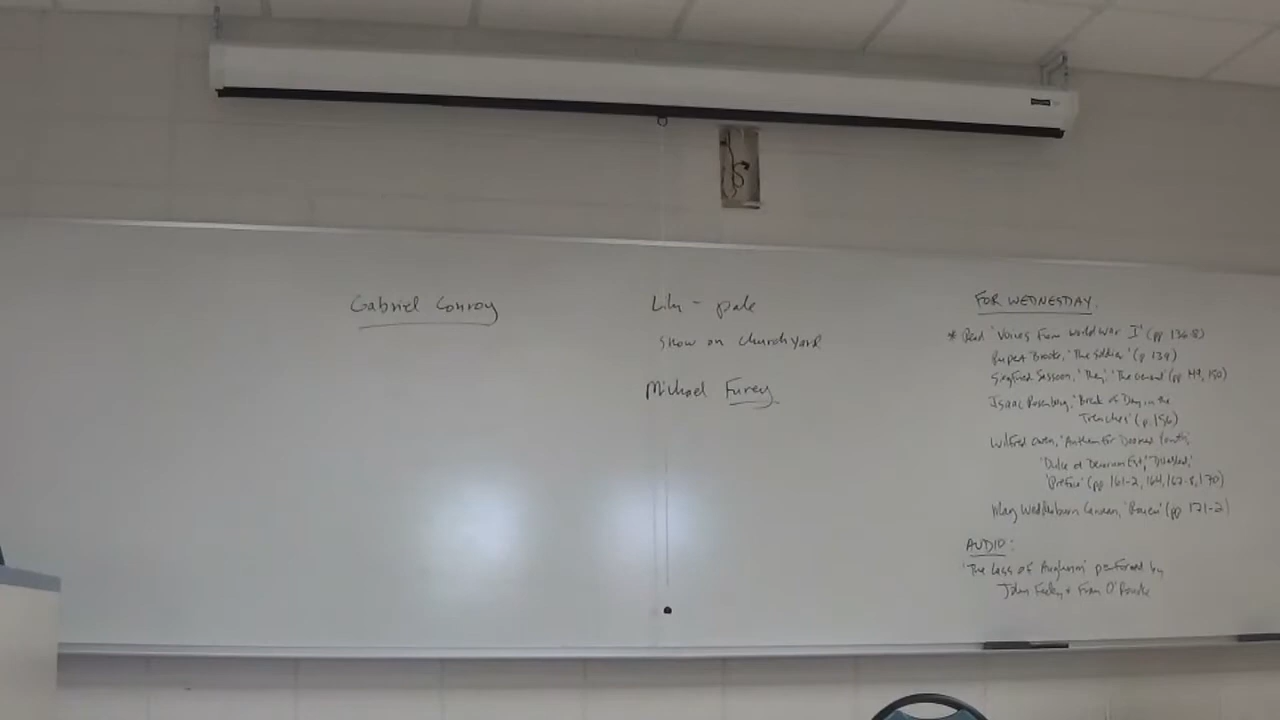 Gabriel Conroy
Lily - pale
snow on churchyard
Michael Furey
FOR WEDNESDAY.
* Read 'Voices from World War I' (pp 136-8)
Rupert Brooke, 'The Soldier' (p. 139)
Siegfried Sassoon, 'They,' 'The General' (pp 149, 150)
Isaac Rosenberg, 'Break of Day in the
Trenches' (p. 156)
Wilfred Owen, 'Anthem for Doomed Youth,'
'Dulce et Decorum Est,' 'Disabled,'
'Preface' (pp 161-2, 164, 167-8, 170)
May Wedderburn Cannan, 'Rouen' (pp 171-2)
AUDIO:
'The Lass of Aughrim' performed by
John Feeley + Fran O'Rourke